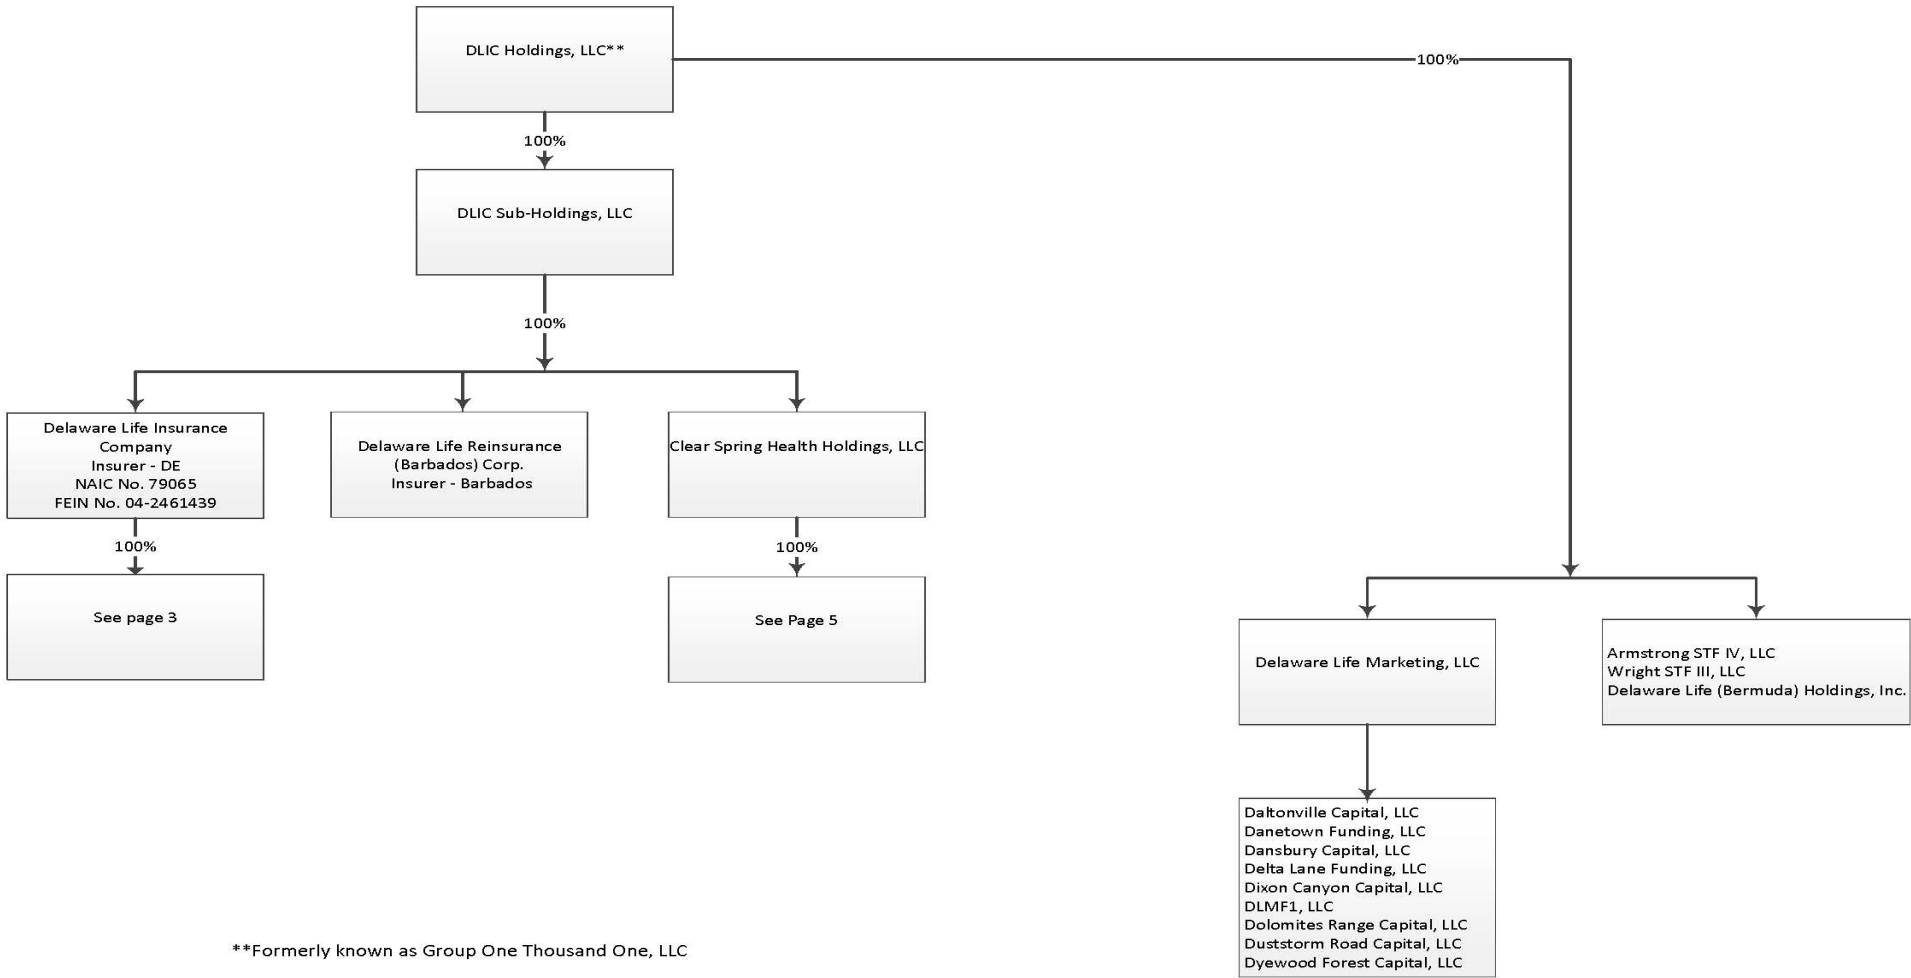 DLIC Holdings, LLC**
100%
100%
DLIC Sub-Holdings, LLC
100%
Delaware Life Insurance
Company
Insurer - DE
NAIC No. 79065
FEIN No. 04-2461439
Delaware Life Reinsurance
(Barbados) Corp.
Insurer - Barbados
Clear Spring Health Holdings, LLC
100%
100%
See page 3
See Page 5
Delaware Life Marketing, LLC
Armstrong STF IV, LLC
Wright STF III, LLC
Delaware Life (Bermuda) Holdings, Inc.
Daltonville Capital, LLC
Danetown Funding, LLC
Dansbury Capital, LLC
Delta Lane Funding, LLC
Dixon Canyon Capital, LLC
DLMF1, LLC
Dolomites Range Capital, LLC
Duststorm Road Capital, LLC
Dyewood Forest Capital, LLC
**Formerly known as Group One Thousand One, LLC